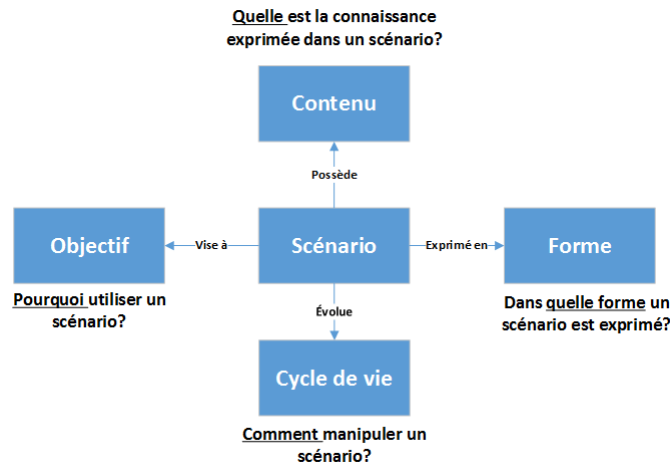 Quelle est la connaissance
exprimée dans un scénario?
Contenu
Possède
Objectif
Vise à
Scénario
Exprimé en
Forme
Pourquoi utiliser un
scénario?
Dans quelle forme un
scénario est exprimé?
Évolue
Cycle de vie
Comment manipuler un
scénario?